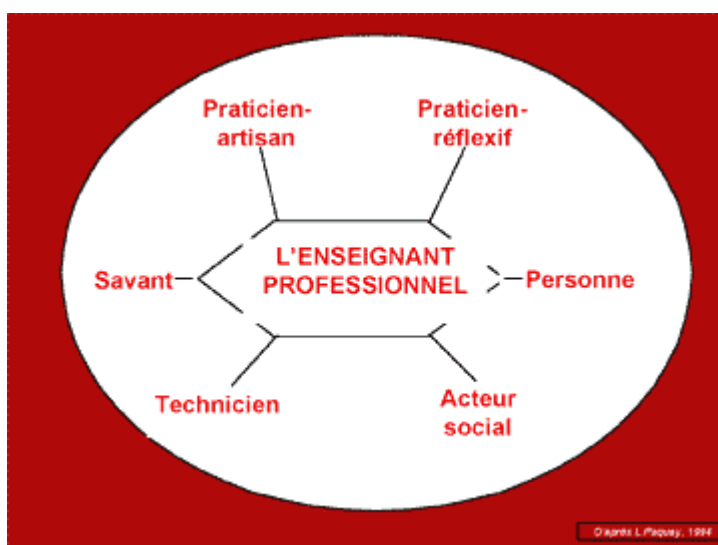 Praticien-
artisan
Praticien-
réflexif
L'ENSEIGNANT
PROFESSIONNEL
Savant
Personne
Technicien
Acteur
social
D'après L.Paquay, 1994